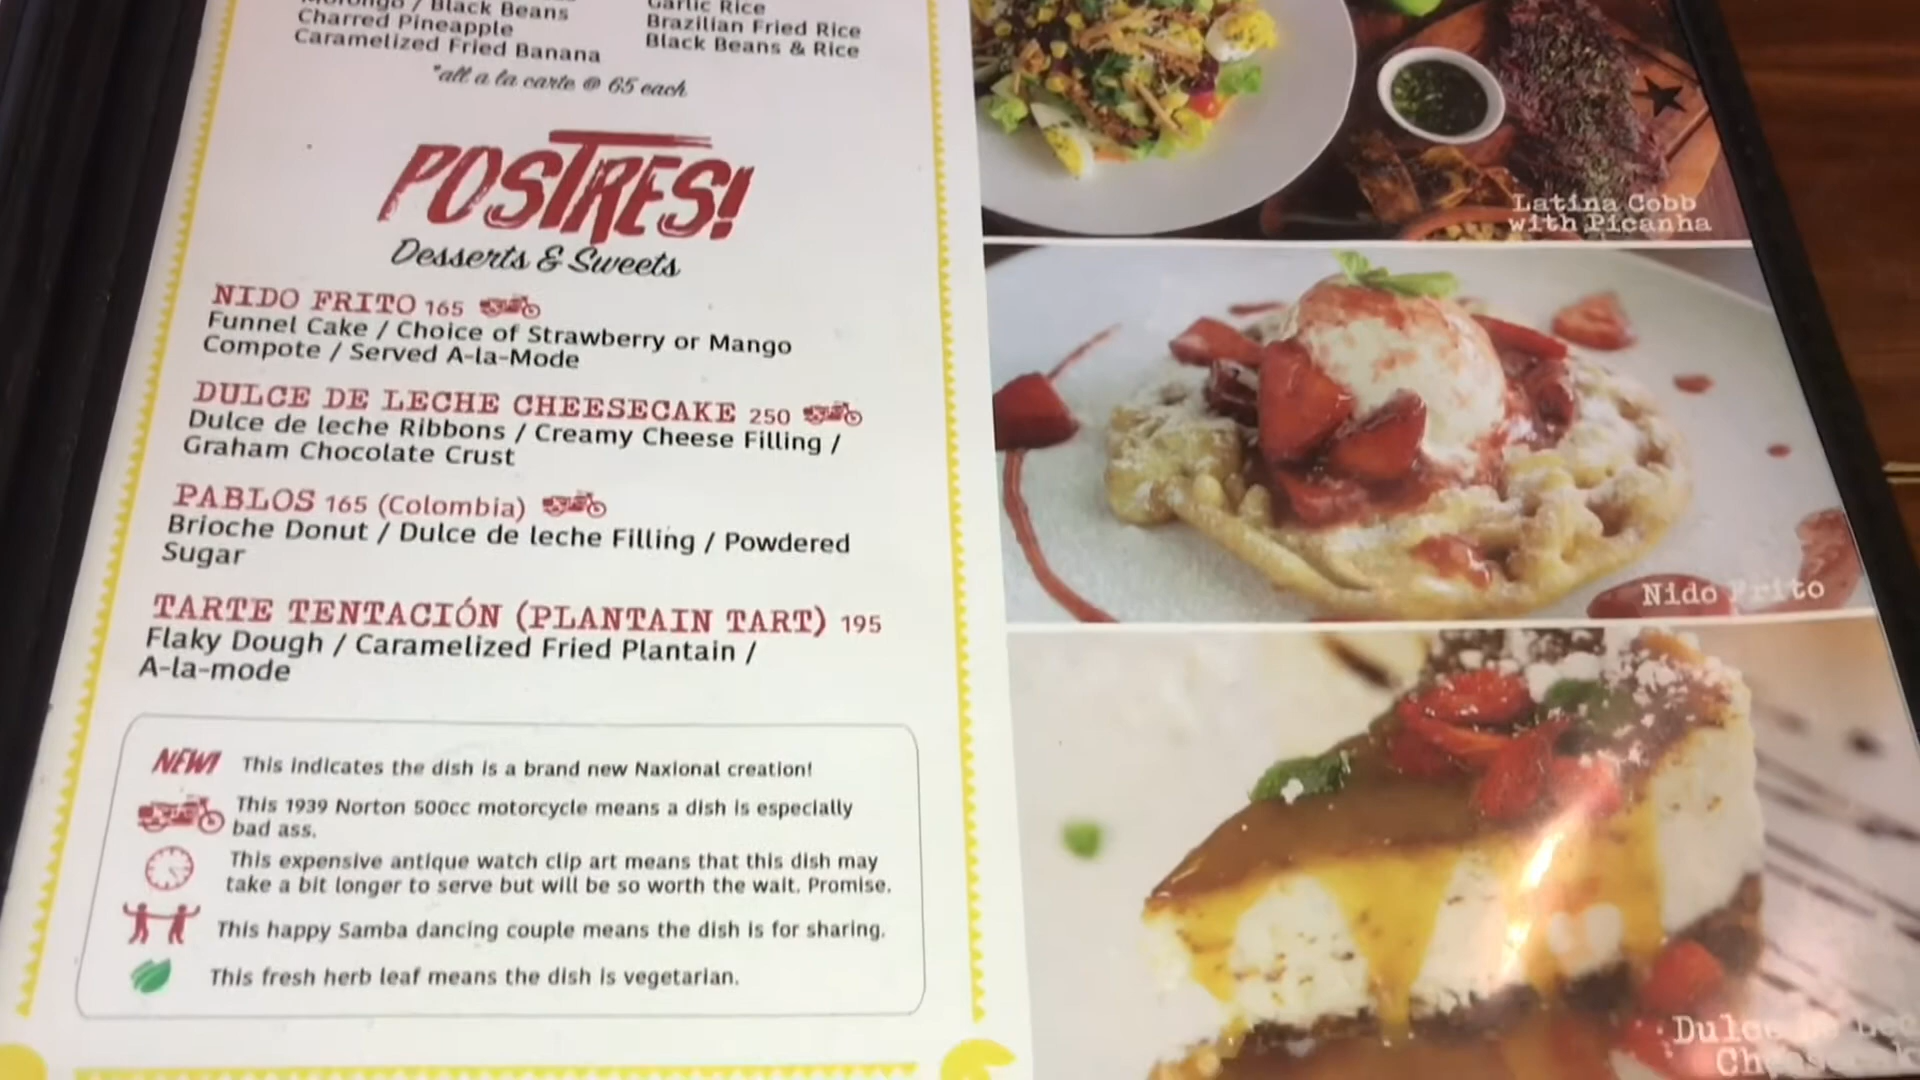 / Black Beans
Charred Pineapple
Caramelized Fried Banana
Garlic Rice
Brazilian Fried Rice
Black Beans & Rice
*all a la carte @ 65 each
POSTRES!
Desserts & Sweets
NIDO FRITO 165
Funnel Cake / Choice of Strawberry or Mango
Compote / Served A-la-Mode
DULCE DE LECHE CHEESECAKE 250
Dulce de leche Ribbons / Creamy Cheese Filling /
Graham Chocolate Crust
PABLOS 165 (Colombia)
Brioche Donut / Dulce de leche Filling / Powdered
Sugar
TARTE TENTACIÓN (PLANTAIN TART) 195
Flaky Dough / Caramelized Fried Plantain /
A-la-mode
NEW! This indicates the dish is a brand new Naxional creation!
This 1939 Norton 500cc motorcycle means a dish is especially
bad ass.
This expensive antique watch clip art means that this dish may
take a bit longer to serve but will be so worth the wait. Promise.
This happy Samba dancing couple means the dish is for sharing.
This fresh herb leaf means the dish is vegetarian.
Latina Cobb
with Picanha
Nido Frito
Dulce